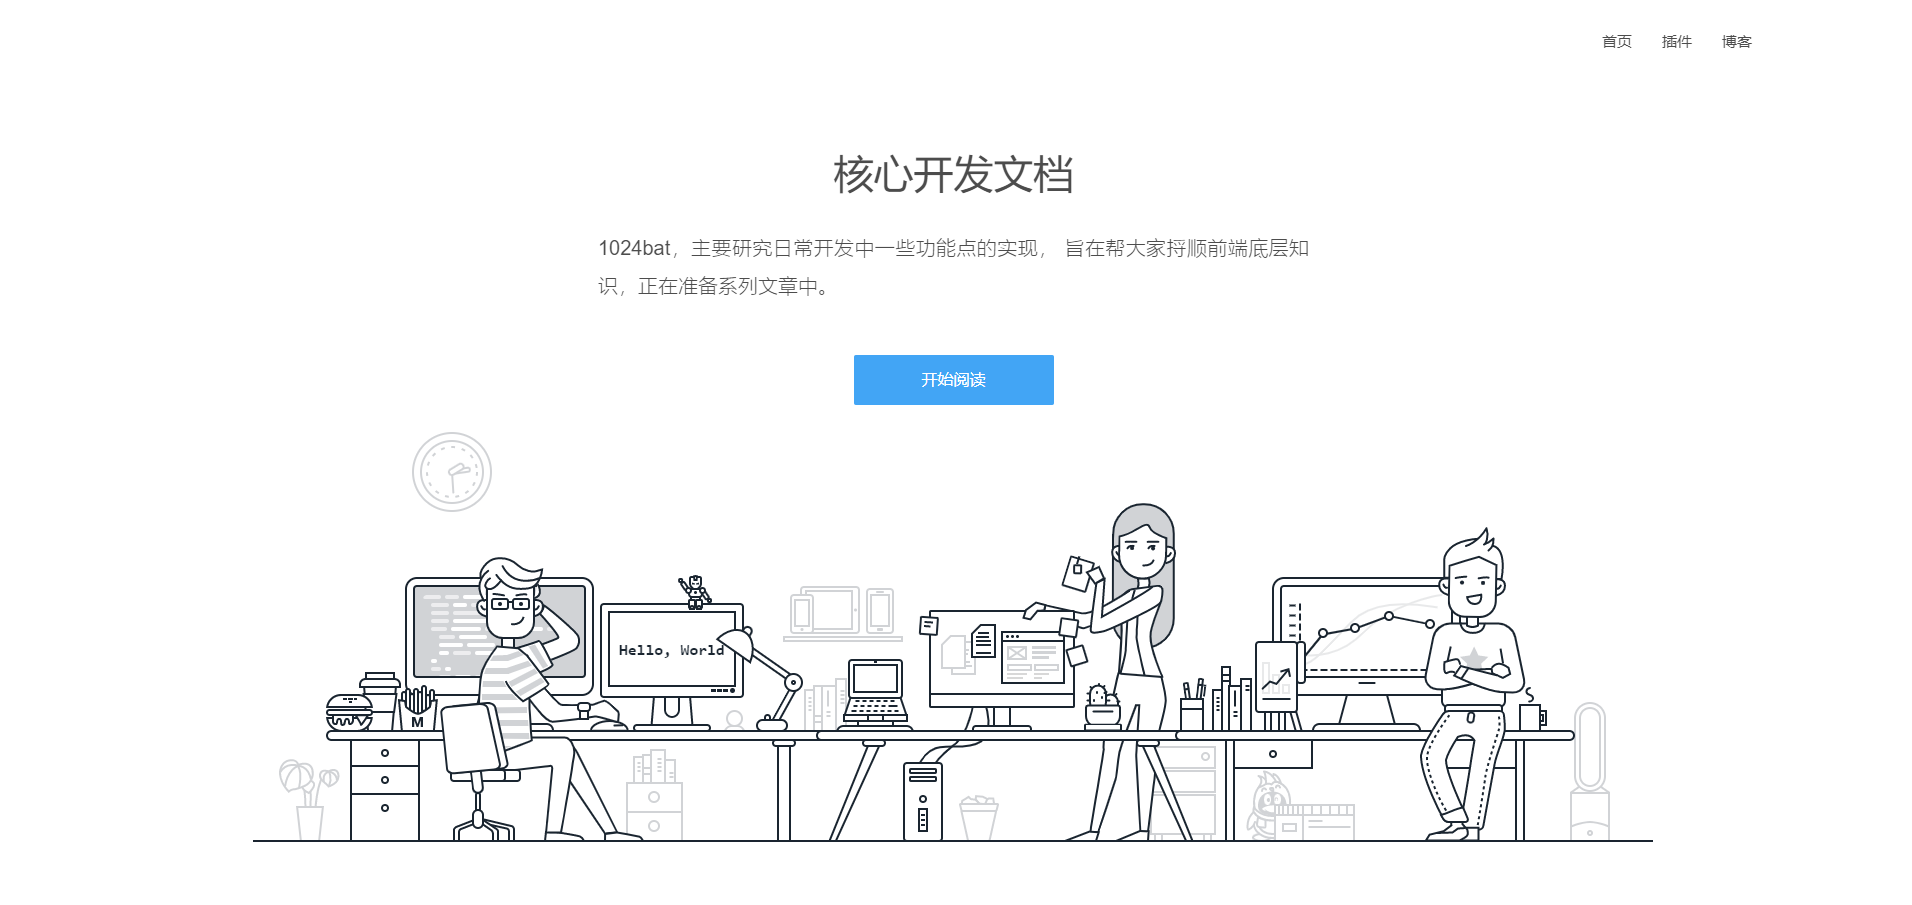 首页 插件 博客
核心开发文档
1024bat，主要研究日常开发中一些功能点的实现， 旨在帮大家捋顺前端底层知
识，正在准备系列文章中。
开始阅读
Hello, World
M